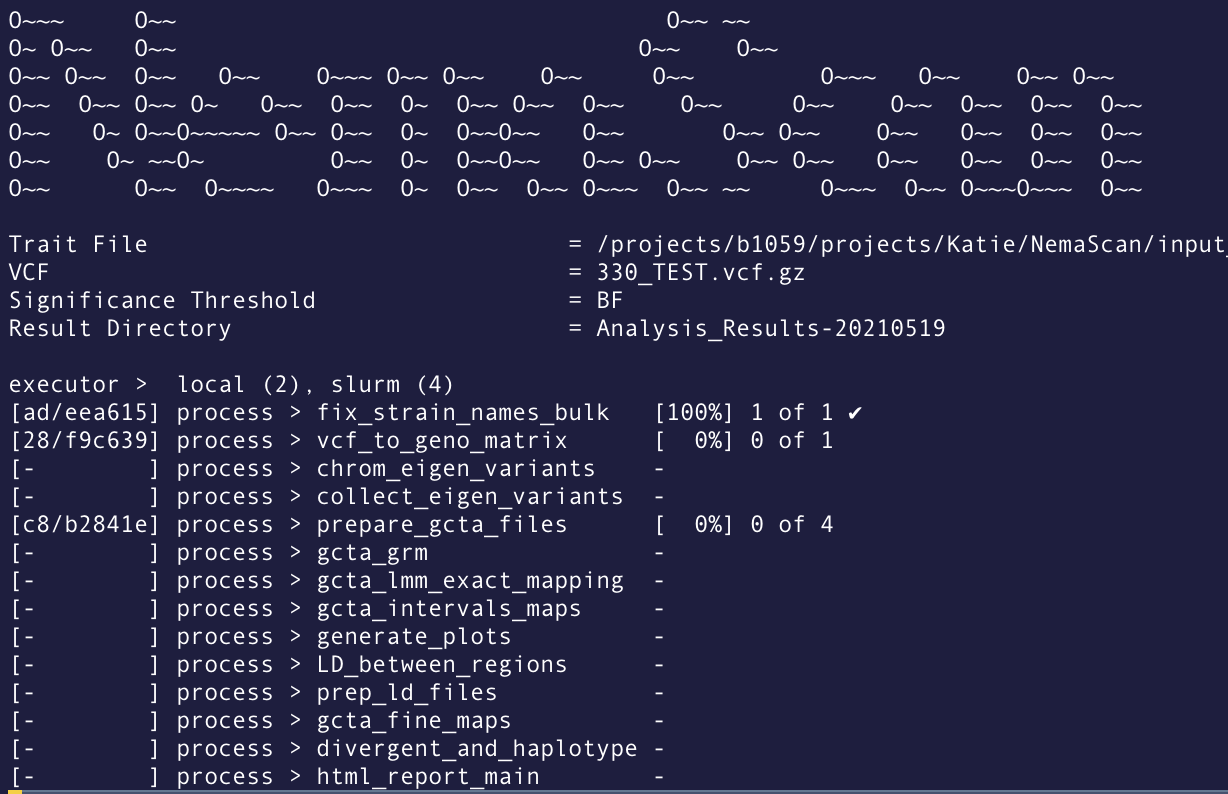 O~~~     O~~                                   O~~ ~~
O~ O~~   O~~                                 O~~    O~~
O~~ O~~  O~~   O~~    O~~~ O~~ O~~    O~~     O~~         O~~~   O~~    O~~ O~~
O~~  O~~ O~~ O~   O~~  O~~  O~  O~~ O~~  O~~    O~~     O~~    O~~  O~~  O~~  O~~
O~~   O~ O~~O~~~~~ O~~ O~~  O~  O~~O~~   O~~       O~~ O~~    O~~   O~~  O~~  O~~
O~~    O~ ~~O~         O~~  O~  O~~O~~   O~~ O~~    O~~ O~~   O~~   O~~  O~~  O~~
O~~      O~~  O~~~~   O~~~  O~  O~~  O~~ O~~~  O~~ ~~     O~~~  O~~ O~~~O~~~  O~~
Trait File                              = /projects/b1059/projects/Katie/NemaScan/input_
VCF                                     = 330_TEST.vcf.gz
Significance Threshold                  = BF
Result Directory                        = Analysis_Results-20210519
executor >  local (2), slurm (4)
[ad/eea615] process > fix_strain_names_bulk   [100%] 1 of 1 ✔
[28/f9c639] process > vcf_to_geno_matrix      [  0%] 0 of 1
[-        ] process > chrom_eigen_variants    -
[-        ] process > collect_eigen_variants  -
[c8/b2841e] process > prepare_gcta_files      [  0%] 0 of 4
[-        ] process > gcta_grm                -
[-        ] process > gcta_lmm_exact_mapping  -
[-        ] process > gcta_intervals_maps     -
[-        ] process > generate_plots          -
[-        ] process > LD_between_regions      -
[-        ] process > prep_ld_files           -
[-        ] process > gcta_fine_maps          -
[-        ] process > divergent_and_haplotype -
[-        ] process > html_report_main        -